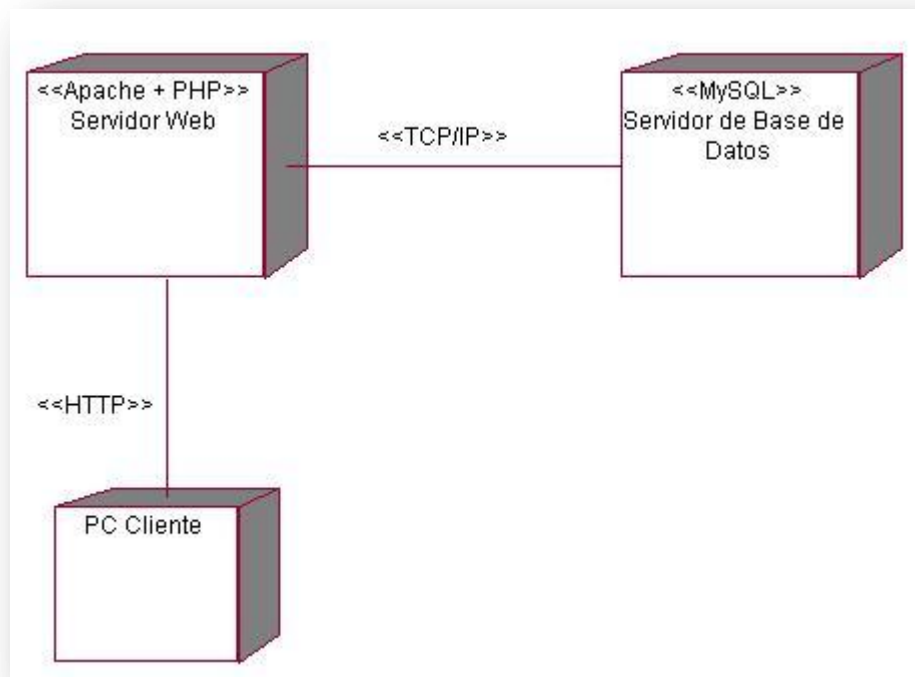 <<Apache + PHP>>
Servidor Web
<<TCP/IP>>
<<MySQL>>
Servidor de Base de
Datos
<<HTTP>>
PC Cliente